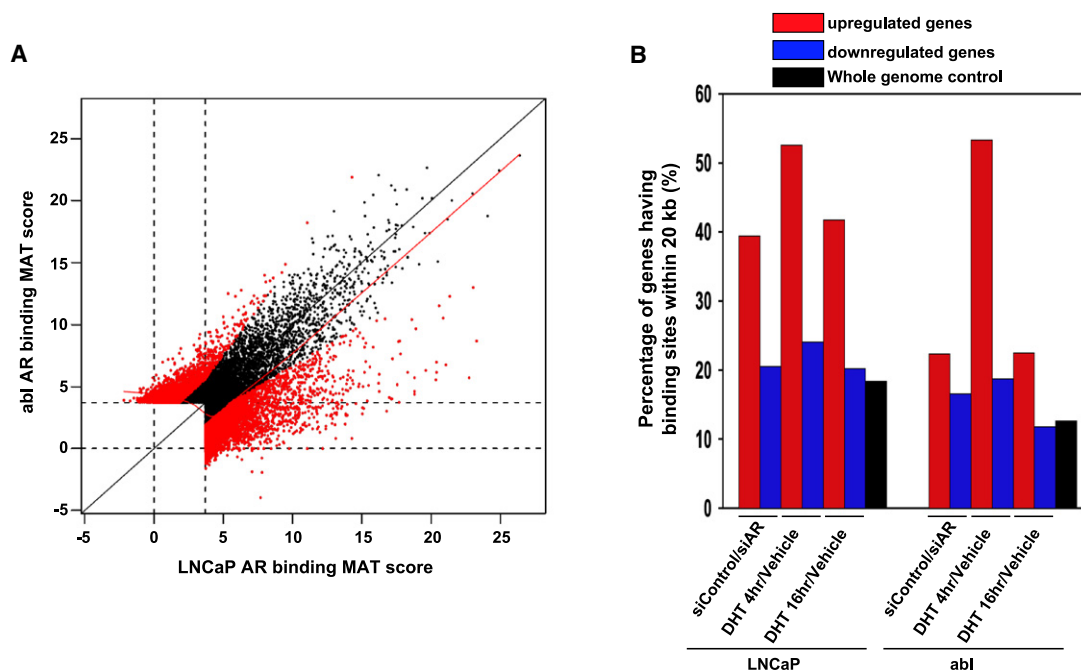 A
abl AR binding MAT score
25
20
15
10
5
0
-5
-5 0 5 10 15 20 25
LNCaP AR binding MAT score
B
upregulated genes
downregulated genes
Whole genome control
Percentage of genes having
binding sites within 20 kb (%)
60
50
40
30
20
10
0
siControl/siAR
DHT 4hr/Vehicle
DHT 16hr/Vehicle
siControl/siAR
DHT 4hr/Vehicle
DHT 16hr/Vehicle
LNCaP
abl